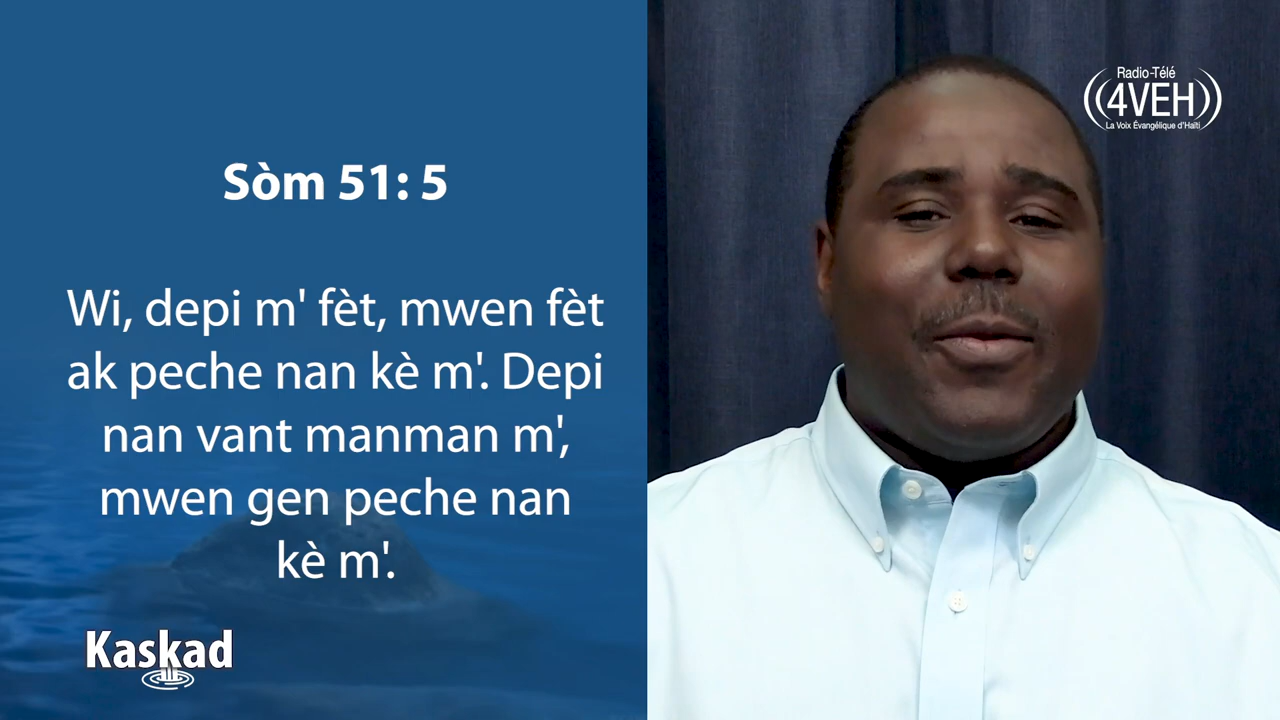 Sòm 51: 5
Wi, depi m' fèt, mwen fèt
ak peche nan kè m'. Depi
nan vant manman m',
mwen gen peche nan
kè m'.
Kaskad
Radio-Télé
4VEH
La Voix Évangélique d'Haïti